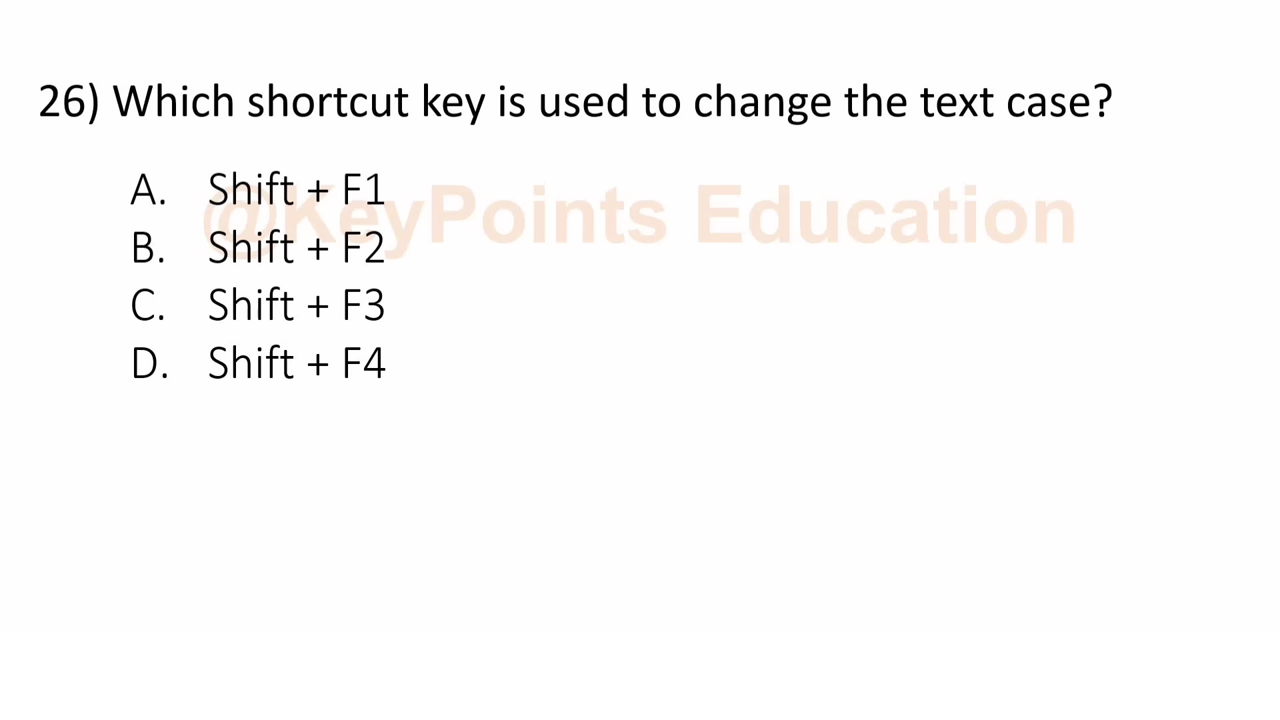 26) Which shortcut key is used to change the text case?
@KeyPoints Education
A. Shift + F1
B. Shift + F2
C. Shift + F3
D. Shift + F4